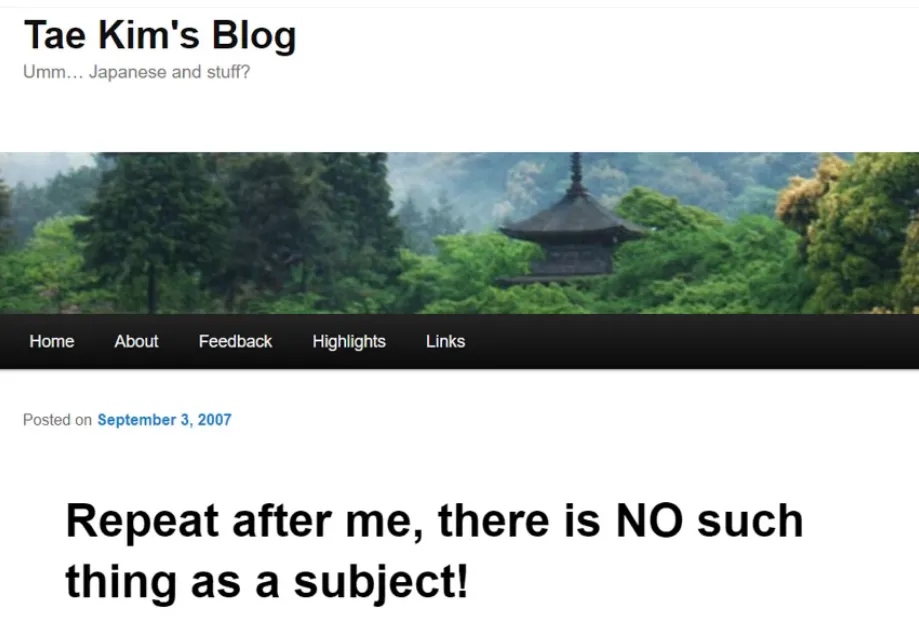 Tae Kim's Blog
Umm… Japanese and stuff?
Home About Feedback Highlights Links
Posted on September 3, 2007
Repeat after me, there is NO such
thing as a subject!